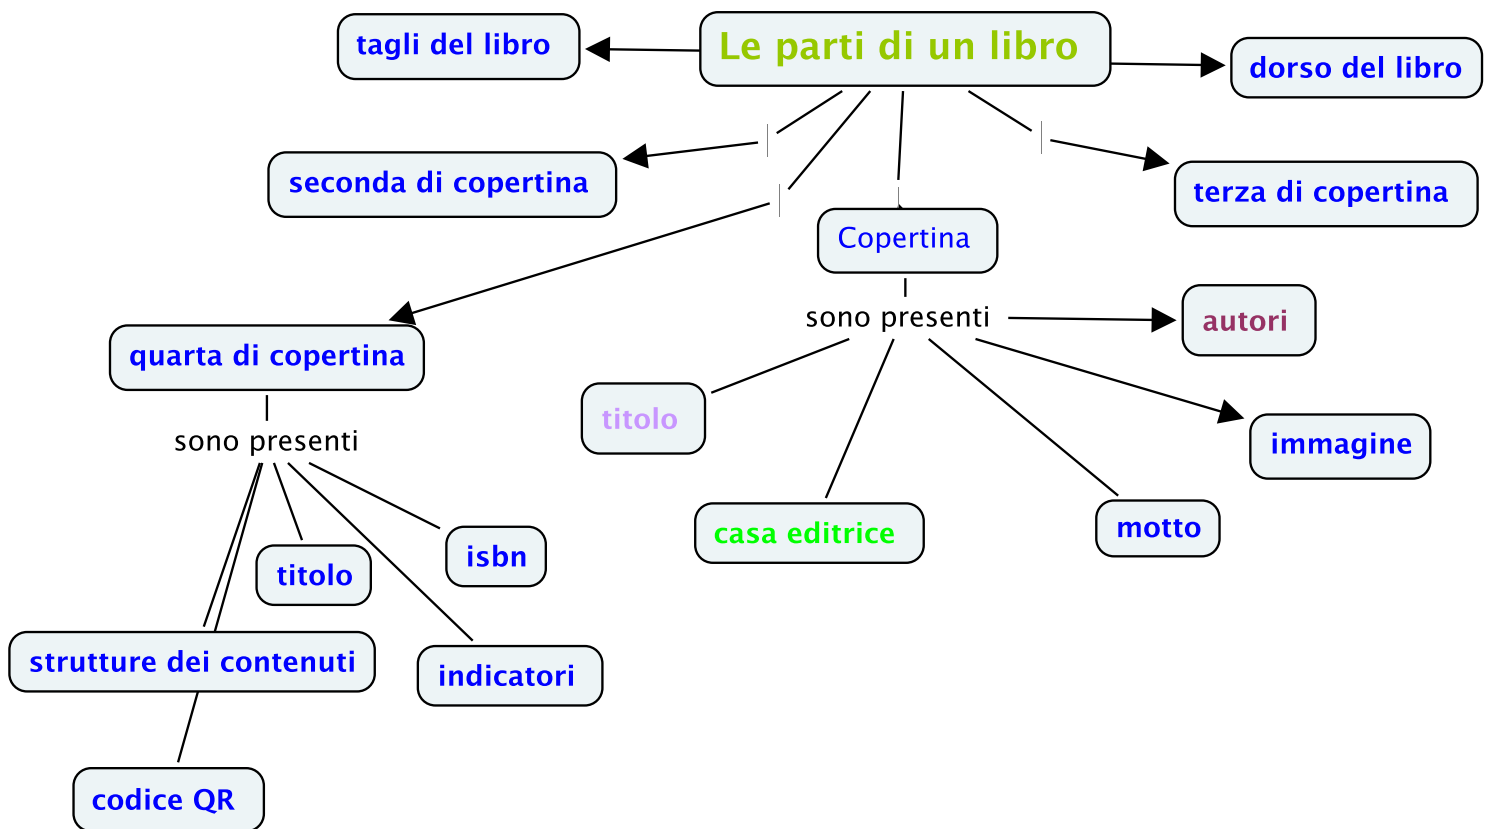 tagli del libro
Le parti di un libro
dorso del libro
seconda di copertina
terza di copertina
Copertina
sono presenti
autori
quarta di copertina
titolo
immagine
sono presenti
casa editrice
motto
isbn
titolo
strutture dei contenuti
indicatori
codice QR